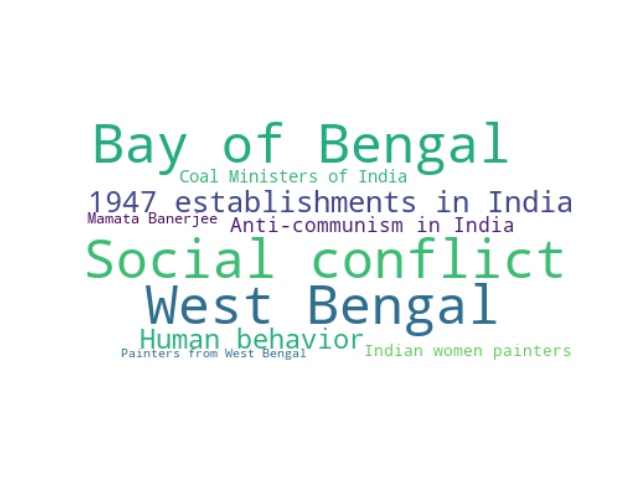 Bay of Bengal
Coal Ministers of India
1947 establishments in India
Mamata Banerjee
Anti-communism in India
Social conflict
West Bengal
Human behavior
Painters from West Bengal
Indian women painters